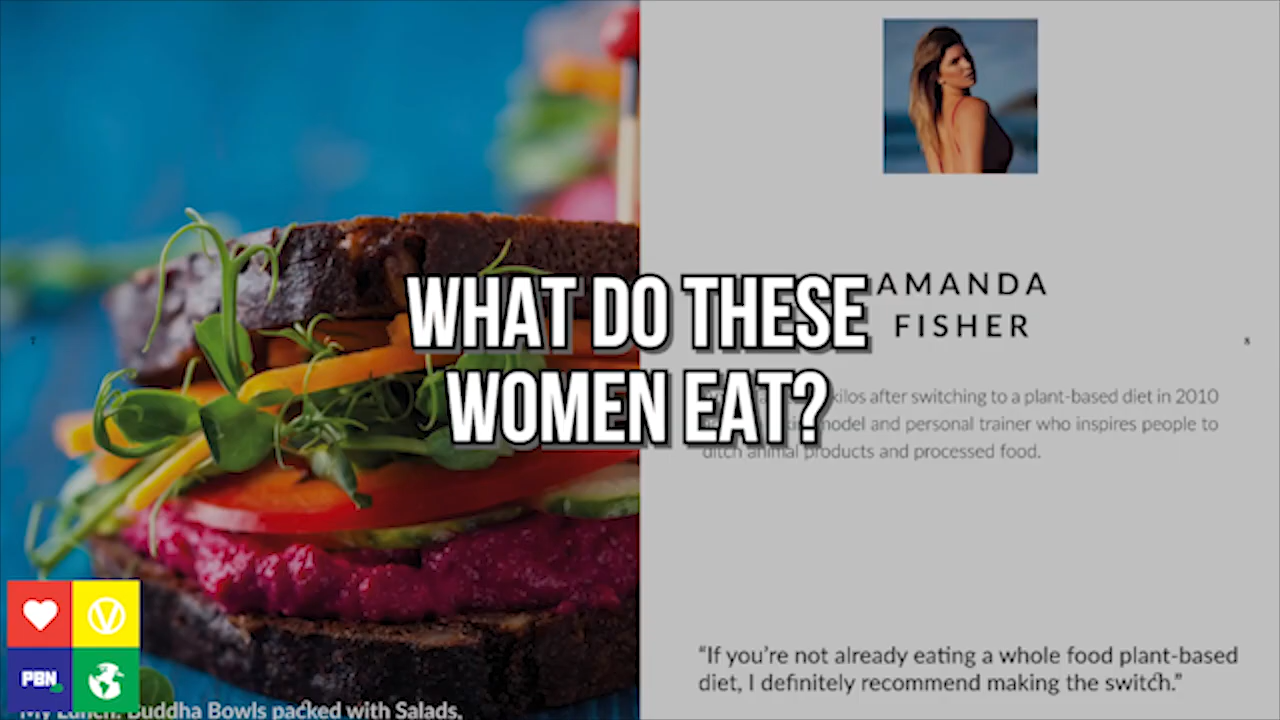 AMANDA
FISHER
WHAT DO THESE
WOMEN EAT?
kilos after switching to a plant-based diet in 2010
model and personal trainer who inspires people to
ditch animal products and processed food.
"If you're not already eating a whole food plant-based
diet, I definitely recommend making the switch."
PBN
My Lunch: Buddha Bowls packed with Salads,